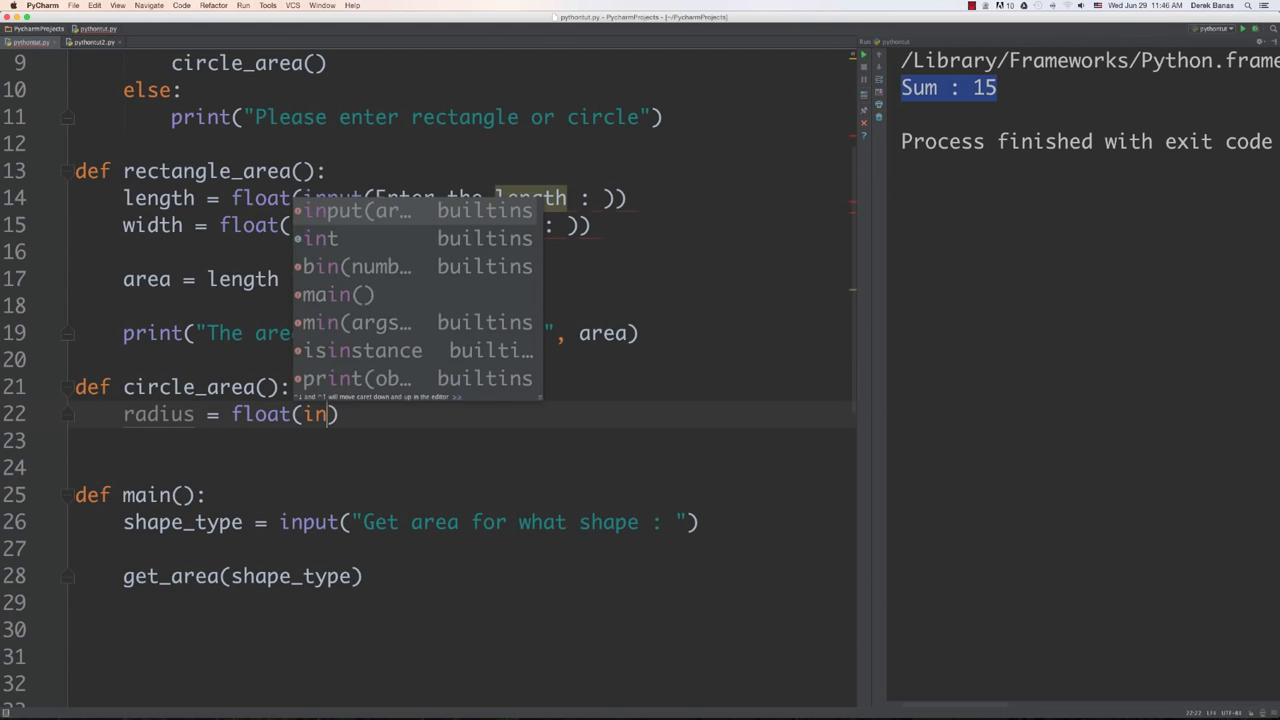 PyCharm File Edit View Navigate Code Refactor Run Tools VCS Window Help 10 Wed Jun 29 11:46 AM Derek Banas
pythontut.py - PycharmProjects - [~/PycharmProjects]
PycharmProjects pythontut.py pythontut
pythontut.py pythontut2.py Run: pythontut
9 circle_area()
10 else:
11 print("Please enter rectangle or circle")
12
13 def rectangle_area():
14 length = float(input(Enter the length : ))
15 width = float( : ))
16
17 area = length
18
19 print("The are ", area)
20
21 def circle_area():
22 radius = float(in)
23
24
25 def main():
26 shape_type = input("Get area for what shape : ")
27
28 get_area(shape_type)
29
30
31
32
input(ar… builtins
int builtins
bin(numb… builtins
main()
min(args… builtins
isinstance builti…
print(ob… builtins
^↓ and ^↑ will move caret down and up in the editor >>
/Library/Frameworks/Python.frame
Sum : 15
Process finished with exit code
22:22 LF÷ UTF-8÷